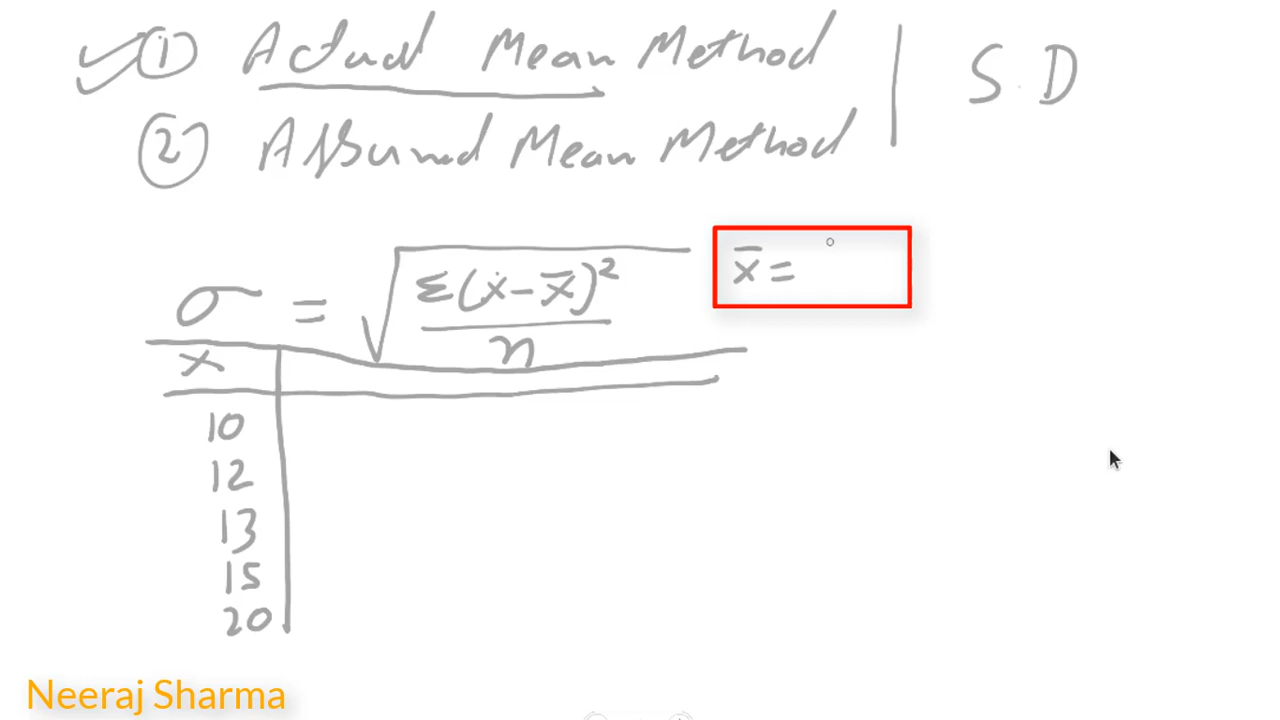 ① Actual Mean Method | S.D
② Assumed Mean Method
σ = √(Σ(x-x̄)²/n) x̄ =
x
10
12
13
15
20
Neeraj Sharma